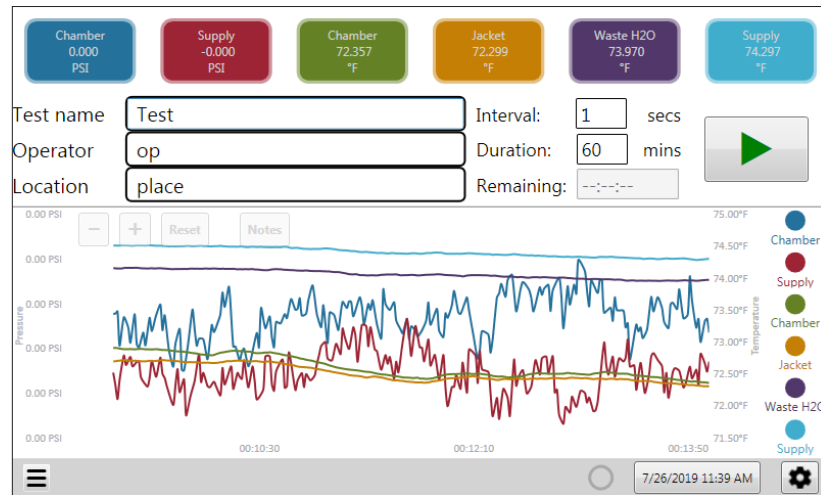 Chamber
0.000
PSI
Supply
-0.000
PSI
Chamber
72.357
°F
Jacket
72.299
°F
Waste H2O
73.970
°F
Supply
74.297
°F
Test name Test Interval: 1 secs
Operator op Duration: 60 mins
Location place Remaining: --:--:--
0.00 PSI
0.00 PSI
0.00 PSI
0.00 PSI
0.00 PSI
0.00 PSI
Pressure
− + Reset Notes
75.00°F
74.50°F
74.00°F
73.50°F
73.00°F
72.50°F
72.00°F
71.50°F
Temperature
Chamber
Supply
Chamber
Jacket
Waste H2O
Supply
00:10:30 00:12:10 00:13:50
7/26/2019 11:39 AM